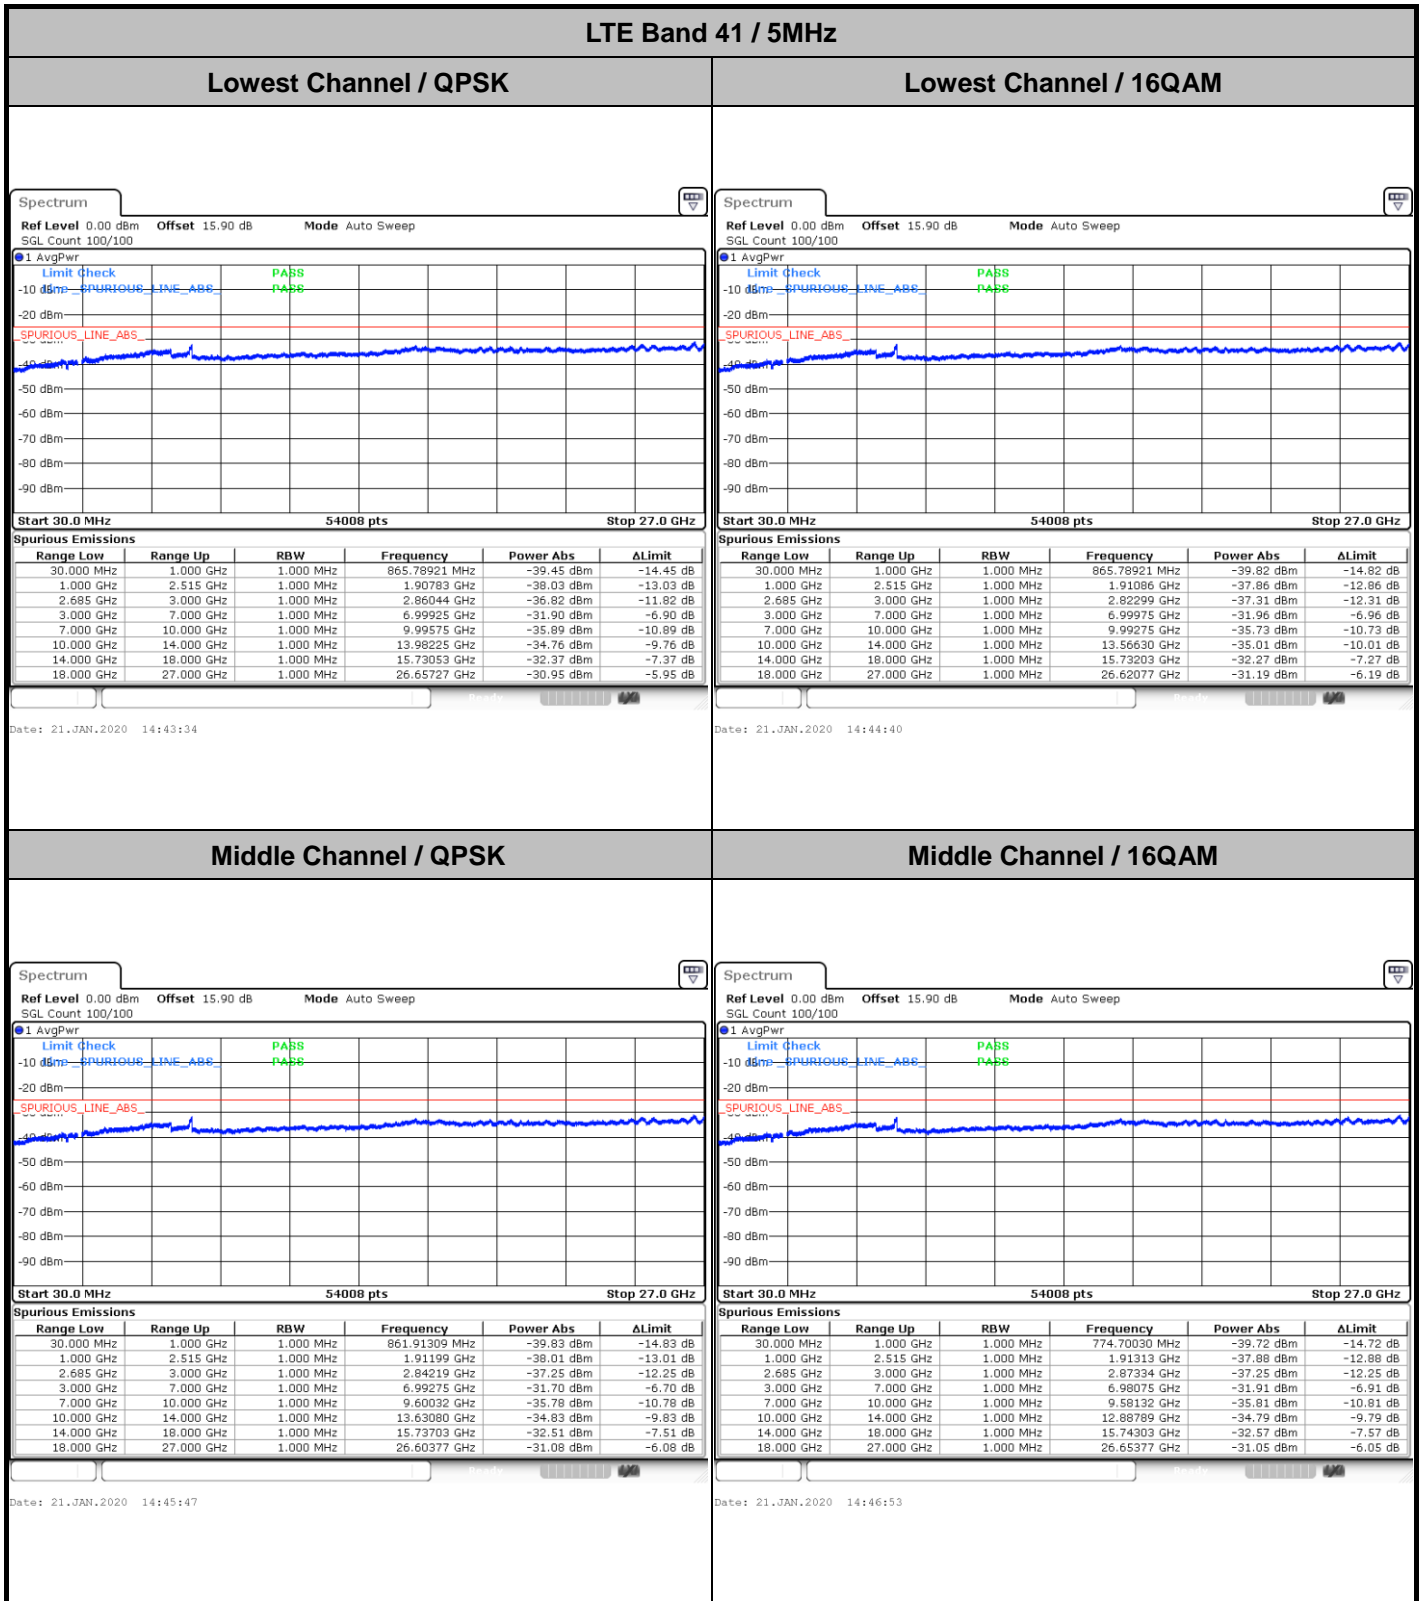 LTE Band 41 / 5MHz
Lowest Channel / QPSK
Lowest Channel / 16QAM
Spectrum
Ref Level 0.00 dBm Offset 15.90 dB Mode Auto Sweep
SGL Count 100/100
1 AvgPwr
Limit Check PASS
Line _SPURIOUS_LINE_ABS_ PASS
-10 dBm
-20 dBm
_SPURIOUS_LINE_ABS_
-30 dBm
-40 dBm
-50 dBm
-60 dBm
-70 dBm
-80 dBm
-90 dBm
Start 30.0 MHz 54008 pts Stop 27.0 GHz
Spurious Emissions
Range Low Range Up RBW Frequency Power Abs ΔLimit
30.000 MHz 1.000 GHz 1.000 MHz 865.78921 MHz -39.45 dBm -14.45 dB
1.000 GHz 2.515 GHz 1.000 MHz 1.90783 GHz -38.03 dBm -13.03 dB
2.685 GHz 3.000 GHz 1.000 MHz 2.86044 GHz -36.82 dBm -11.82 dB
3.000 GHz 7.000 GHz 1.000 MHz 6.99925 GHz -31.90 dBm -6.90 dB
7.000 GHz 10.000 GHz 1.000 MHz 9.99575 GHz -35.89 dBm -10.89 dB
10.000 GHz 14.000 GHz 1.000 MHz 13.98225 GHz -34.76 dBm -9.76 dB
14.000 GHz 18.000 GHz 1.000 MHz 15.73053 GHz -32.37 dBm -7.37 dB
18.000 GHz 27.000 GHz 1.000 MHz 26.65727 GHz -30.95 dBm -5.95 dB
Ready
Date: 21.JAN.2020 14:43:34
Spectrum
Ref Level 0.00 dBm Offset 15.90 dB Mode Auto Sweep
SGL Count 100/100
1 AvgPwr
Limit Check PASS
Line _SPURIOUS_LINE_ABS_ PASS
-10 dBm
-20 dBm
_SPURIOUS_LINE_ABS_
-30 dBm
-40 dBm
-50 dBm
-60 dBm
-70 dBm
-80 dBm
-90 dBm
Start 30.0 MHz 54008 pts Stop 27.0 GHz
Spurious Emissions
Range Low Range Up RBW Frequency Power Abs ΔLimit
30.000 MHz 1.000 GHz 1.000 MHz 865.78921 MHz -39.82 dBm -14.82 dB
1.000 GHz 2.515 GHz 1.000 MHz 1.91086 GHz -37.86 dBm -12.86 dB
2.685 GHz 3.000 GHz 1.000 MHz 2.82299 GHz -37.31 dBm -12.31 dB
3.000 GHz 7.000 GHz 1.000 MHz 6.99975 GHz -31.96 dBm -6.96 dB
7.000 GHz 10.000 GHz 1.000 MHz 9.99275 GHz -35.73 dBm -10.73 dB
10.000 GHz 14.000 GHz 1.000 MHz 13.56630 GHz -35.01 dBm -10.01 dB
14.000 GHz 18.000 GHz 1.000 MHz 15.73203 GHz -32.27 dBm -7.27 dB
18.000 GHz 27.000 GHz 1.000 MHz 26.62077 GHz -31.19 dBm -6.19 dB
Ready
Date: 21.JAN.2020 14:44:40
Middle Channel / QPSK
Middle Channel / 16QAM
Spectrum
Ref Level 0.00 dBm Offset 15.90 dB Mode Auto Sweep
SGL Count 100/100
1 AvgPwr
Limit Check PASS
Line _SPURIOUS_LINE_ABS_ PASS
-10 dBm
-20 dBm
_SPURIOUS_LINE_ABS_
-30 dBm
-40 dBm
-50 dBm
-60 dBm
-70 dBm
-80 dBm
-90 dBm
Start 30.0 MHz 54008 pts Stop 27.0 GHz
Spurious Emissions
Range Low Range Up RBW Frequency Power Abs ΔLimit
30.000 MHz 1.000 GHz 1.000 MHz 861.91309 MHz -39.83 dBm -14.83 dB
1.000 GHz 2.515 GHz 1.000 MHz 1.91199 GHz -38.01 dBm -13.01 dB
2.685 GHz 3.000 GHz 1.000 MHz 2.84219 GHz -37.25 dBm -12.25 dB
3.000 GHz 7.000 GHz 1.000 MHz 6.99275 GHz -31.70 dBm -6.70 dB
7.000 GHz 10.000 GHz 1.000 MHz 9.60032 GHz -35.78 dBm -10.78 dB
10.000 GHz 14.000 GHz 1.000 MHz 13.63080 GHz -34.83 dBm -9.83 dB
14.000 GHz 18.000 GHz 1.000 MHz 15.73703 GHz -32.51 dBm -7.51 dB
18.000 GHz 27.000 GHz 1.000 MHz 26.60377 GHz -31.08 dBm -6.08 dB
Ready
Date: 21.JAN.2020 14:45:47
Spectrum
Ref Level 0.00 dBm Offset 15.90 dB Mode Auto Sweep
SGL Count 100/100
1 AvgPwr
Limit Check PASS
Line _SPURIOUS_LINE_ABS_ PASS
-10 dBm
-20 dBm
_SPURIOUS_LINE_ABS_
-30 dBm
-40 dBm
-50 dBm
-60 dBm
-70 dBm
-80 dBm
-90 dBm
Start 30.0 MHz 54008 pts Stop 27.0 GHz
Spurious Emissions
Range Low Range Up RBW Frequency Power Abs ΔLimit
30.000 MHz 1.000 GHz 1.000 MHz 774.70030 MHz -39.72 dBm -14.72 dB
1.000 GHz 2.515 GHz 1.000 MHz 1.91313 GHz -37.88 dBm -12.88 dB
2.685 GHz 3.000 GHz 1.000 MHz 2.87334 GHz -37.25 dBm -12.25 dB
3.000 GHz 7.000 GHz 1.000 MHz 6.98075 GHz -31.91 dBm -6.91 dB
7.000 GHz 10.000 GHz 1.000 MHz 9.58132 GHz -35.81 dBm -10.81 dB
10.000 GHz 14.000 GHz 1.000 MHz 12.88789 GHz -34.79 dBm -9.79 dB
14.000 GHz 18.000 GHz 1.000 MHz 15.74303 GHz -32.57 dBm -7.57 dB
18.000 GHz 27.000 GHz 1.000 MHz 26.65377 GHz -31.05 dBm -6.05 dB
Ready
Date: 21.JAN.2020 14:46:53